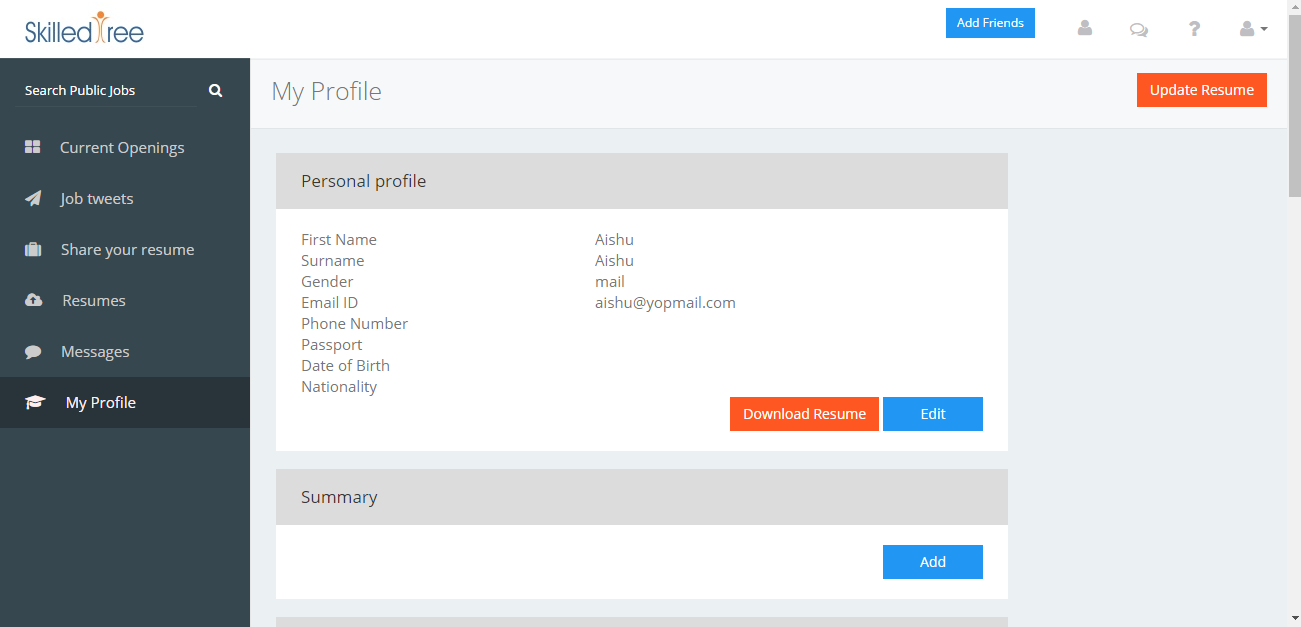 SkilledTree
Add Friends
?
Search Public Jobs
My Profile
Update Resume
Current Openings
Job tweets
Share your resume
Resumes
Messages
My Profile
Personal profile
First Name Aishu
Surname Aishu
Gender mail
Email ID aishu@yopmail.com
Phone Number
Passport
Date of Birth
Nationality
Download Resume Edit
Summary
Add